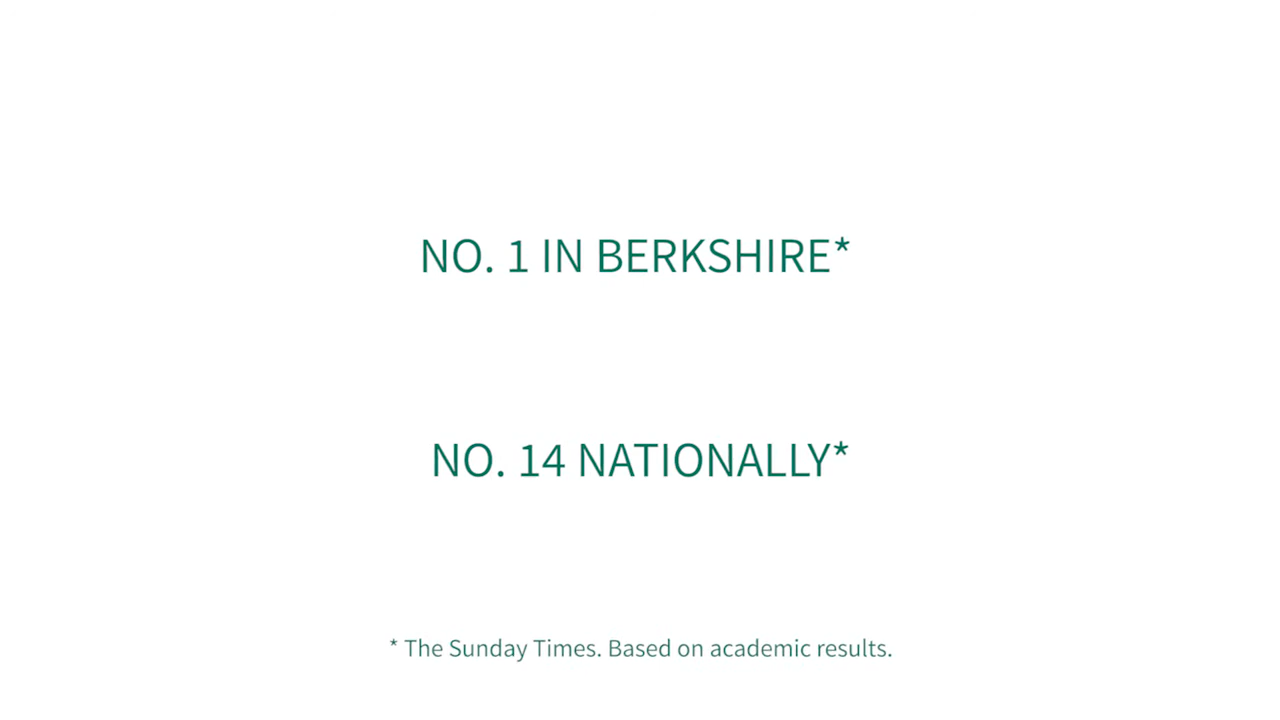 NO. 1 IN BERKSHIRE*
NO. 14 NATIONALLY*
* The Sunday Times. Based on academic results.